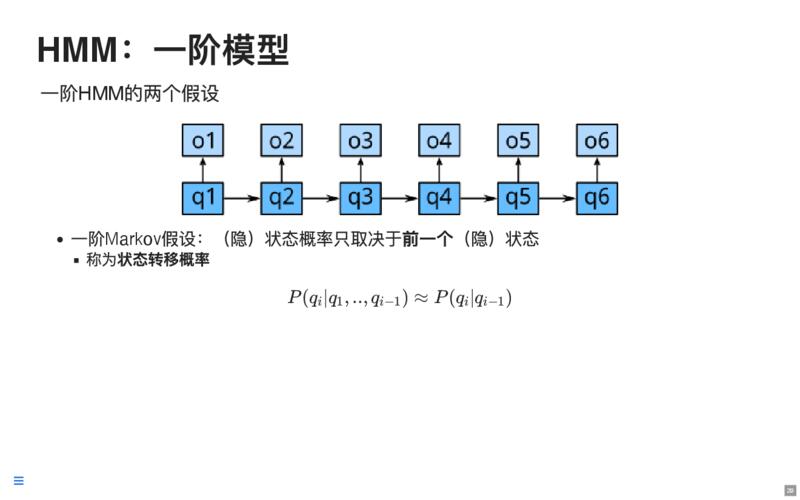 HMM：一阶模型
一阶HMM的两个假设
o1 o2 o3 o4 o5 o6
q1 q2 q3 q4 q5 q6
• 一阶Markov假设：（隐）状态概率只取决于前一个（隐）状态
▪ 称为状态转移概率
P(q_i|q_1,..,q_{i−1}) ≈ P(q_i|q_{i−1})